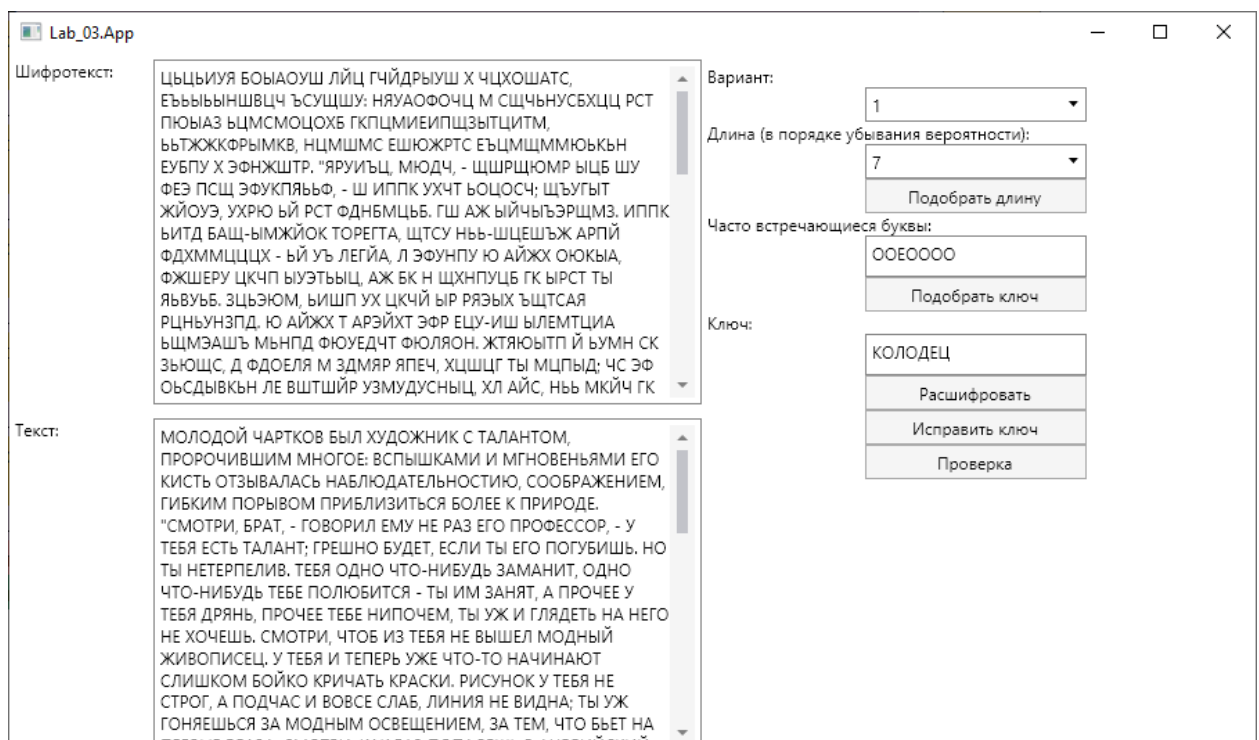 Lab_03.App
Шифротекст:
ЦЬЦЬИУЯ БОЫАОУШ ЛЙЦ ГЧЙДРЫУШ Х ЧЦХОШАТС,
ЕЪЬЫЬЫНШВЦЧ ЪСУЩШУ: НЯУАОФОЧЦ М СЩЧЬНУСБХЦЦ РСТ
ПЮЫАЗ ЬЦМСМОЦОХБ ГКПЦМИЕИПЩЗЫТЦИТМ,
ЬЬТЖЖКФРЫМКВ, НЦМШМС ЕШЮЖРТС ЕЪЦМЩММЮЬКЬН
ЕУБПУ Х ЭФНЖШТР. "ЯРУИЪЦ, МЮДЧ, - ЩШРЩЮМР ЫЦБ ШУ
ФЕЭ ПСЩ ЭФУКПЯЬЬФ, - Ш ИППК УХЧТ ЬОЦОСЧ; ЩЪУГЫТ
ЖЙОУЭ, УХРЮ ЬЙ РСТ ФДНБМЦЬБ. ГШ АЖ ЫЙЧЫЪЭРЩМЗ. ИППК
ЬИТД БАЩ-ЫМЖЙОК ТОРЕГТА, ЩТСУ НЬЬ-ШЦЕШЪЖ АРПЙ
ФДХММЦЦЦХ - ЬЙ УЪ ЛЕГЙА, Л ЭФУНПУ Ю АЙЖХ ОЮКЫА,
ФЖШЕРУ ЦКЧП ЫУЭТЬЫЦ, АЖ БК Н ЩХНПУЦБ ГК ЫРСТ ТЫ
ЯЬВУЬБ. ЗЦЬЭЮМ, ЬИШП УХ ЦКЧЙ ЫР РЯЭЫХ ЪЩТСАЯ
РЦНЬУНЗПД. Ю АЙЖХ Т АРЭЙХТ ЭФР ЕЦУ-ИШ ЫЛЕМТЦИА
ЬЩМЭАШЪ МЬНПД ФЮУЕДЧТ ФЮЛЯОН. ЖТЯЮЫТП Й ЬУМН СК
ЗЬЮЩС, Д ФДОЕЛЯ М ЗДМЯР ЯПЕЧ, ХЦШЦГ ТЫ МЦПЫД; ЧС ЭФ
ОЬСДЫВКЬН ЛЕ ВШТШЙР УЗМУДУСНЫЦ, ХЛ АЙС, НЬЬ МКЙЧ ГК
Текст:
МОЛОДОЙ ЧАРТКОВ БЫЛ ХУДОЖНИК С ТАЛАНТОМ,
ПРОРОЧИВШИМ МНОГОЕ: ВСПЫШКАМИ И МГНОВЕНЬЯМИ ЕГО
КИСТЬ ОТЗЫВАЛАСЬ НАБЛЮДАТЕЛЬНОСТИЮ, СООБРАЖЕНИЕМ,
ГИБКИМ ПОРЫВОМ ПРИБЛИЗИТЬСЯ БОЛЕЕ К ПРИРОДЕ.
"СМОТРИ, БРАТ, - ГОВОРИЛ ЕМУ НЕ РАЗ ЕГО ПРОФЕССОР, - У
ТЕБЯ ЕСТЬ ТАЛАНТ; ГРЕШНО БУДЕТ, ЕСЛИ ТЫ ЕГО ПОГУБИШЬ. НО
ТЫ НЕТЕРПЕЛИВ. ТЕБЯ ОДНО ЧТО-НИБУДЬ ЗАМАНИТ, ОДНО
ЧТО-НИБУДЬ ТЕБЕ ПОЛЮБИТСЯ - ТЫ ИМ ЗАНЯТ, А ПРОЧЕЕ У
ТЕБЯ ДРЯНЬ, ПРОЧЕЕ ТЕБЕ НИПОЧЕМ, ТЫ УЖ И ГЛЯДЕТЬ НА НЕГО
НЕ ХОЧЕШЬ. СМОТРИ, ЧТОБ ИЗ ТЕБЯ НЕ ВЫШЕЛ МОДНЫЙ
ЖИВОПИСЕЦ. У ТЕБЯ И ТЕПЕРЬ УЖЕ ЧТО-ТО НАЧИНАЮТ
СЛИШКОМ БОЙКО КРИЧАТЬ КРАСКИ. РИСУНОК У ТЕБЯ НЕ
СТРОГ, А ПОДЧАС И ВОВСЕ СЛАБ, ЛИНИЯ НЕ ВИДНА; ТЫ УЖ
ГОНЯЕШЬСЯ ЗА МОДНЫМ ОСВЕЩЕНИЕМ, ЗА ТЕМ, ЧТО БЬЕТ НА
Вариант:
1
Длина (в порядке убывания вероятности):
7
Подобрать длину
Часто встречающиеся буквы:
ООЕОООО
Подобрать ключ
Ключ:
КОЛОДЕЦ
Расшифровать
Исправить ключ
Проверка